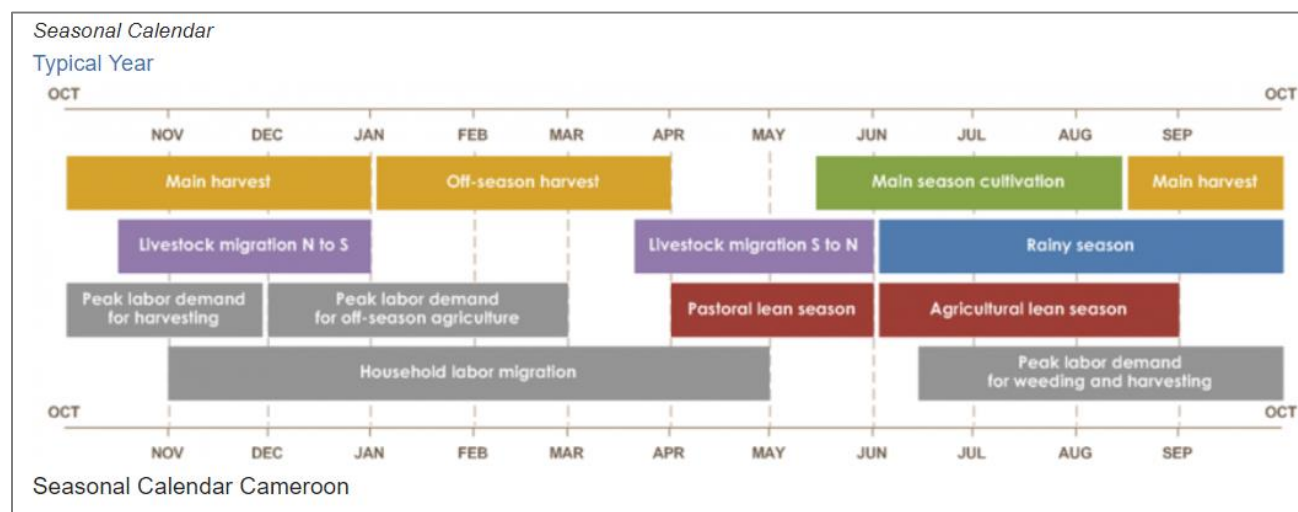 Seasonal Calendar
Typical Year
OCT OCT
NOV DEC JAN FEB MAR APR MAY JUN JUL AUG SEP
Main harvest
Off-season harvest
Main season cultivation
Main harvest
Livestock migration N to S
Livestock migration S to N
Rainy season
Peak labor demand
for harvesting
Peak labor demand
for off-season agriculture
Pastoral lean season
Agricultural lean season
Household labor migration
Peak labor demand
for weeding and harvesting
OCT OCT
NOV DEC JAN FEB MAR APR MAY JUN JUL AUG SEP
Seasonal Calendar Cameroon